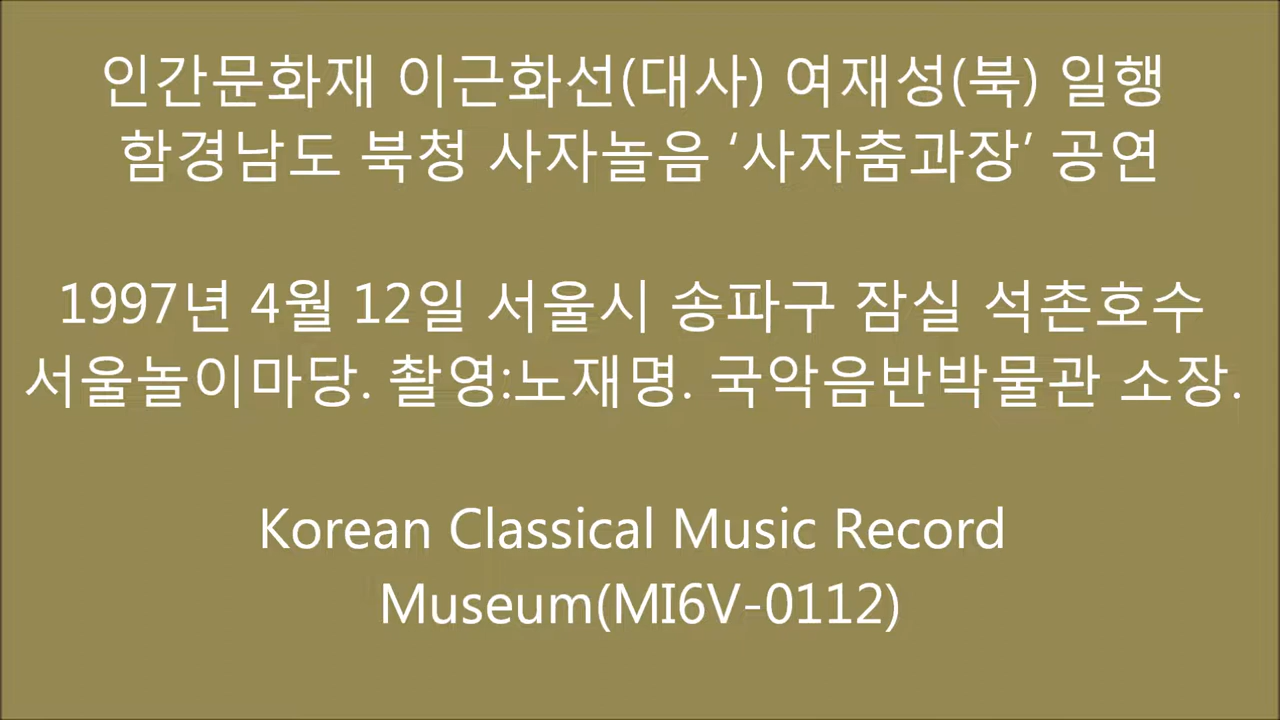 인간문화재 이근화선(대사) 여재성(북) 일행
함경남도 북청 사자놀음 ‘사자춤과장’ 공연
1997년 4월 12일 서울시 송파구 잠실 석촌호수
서울놀이마당. 촬영:노재명. 국악음반박물관 소장.
Korean Classical Music Record
Museum(MI6V-0112)